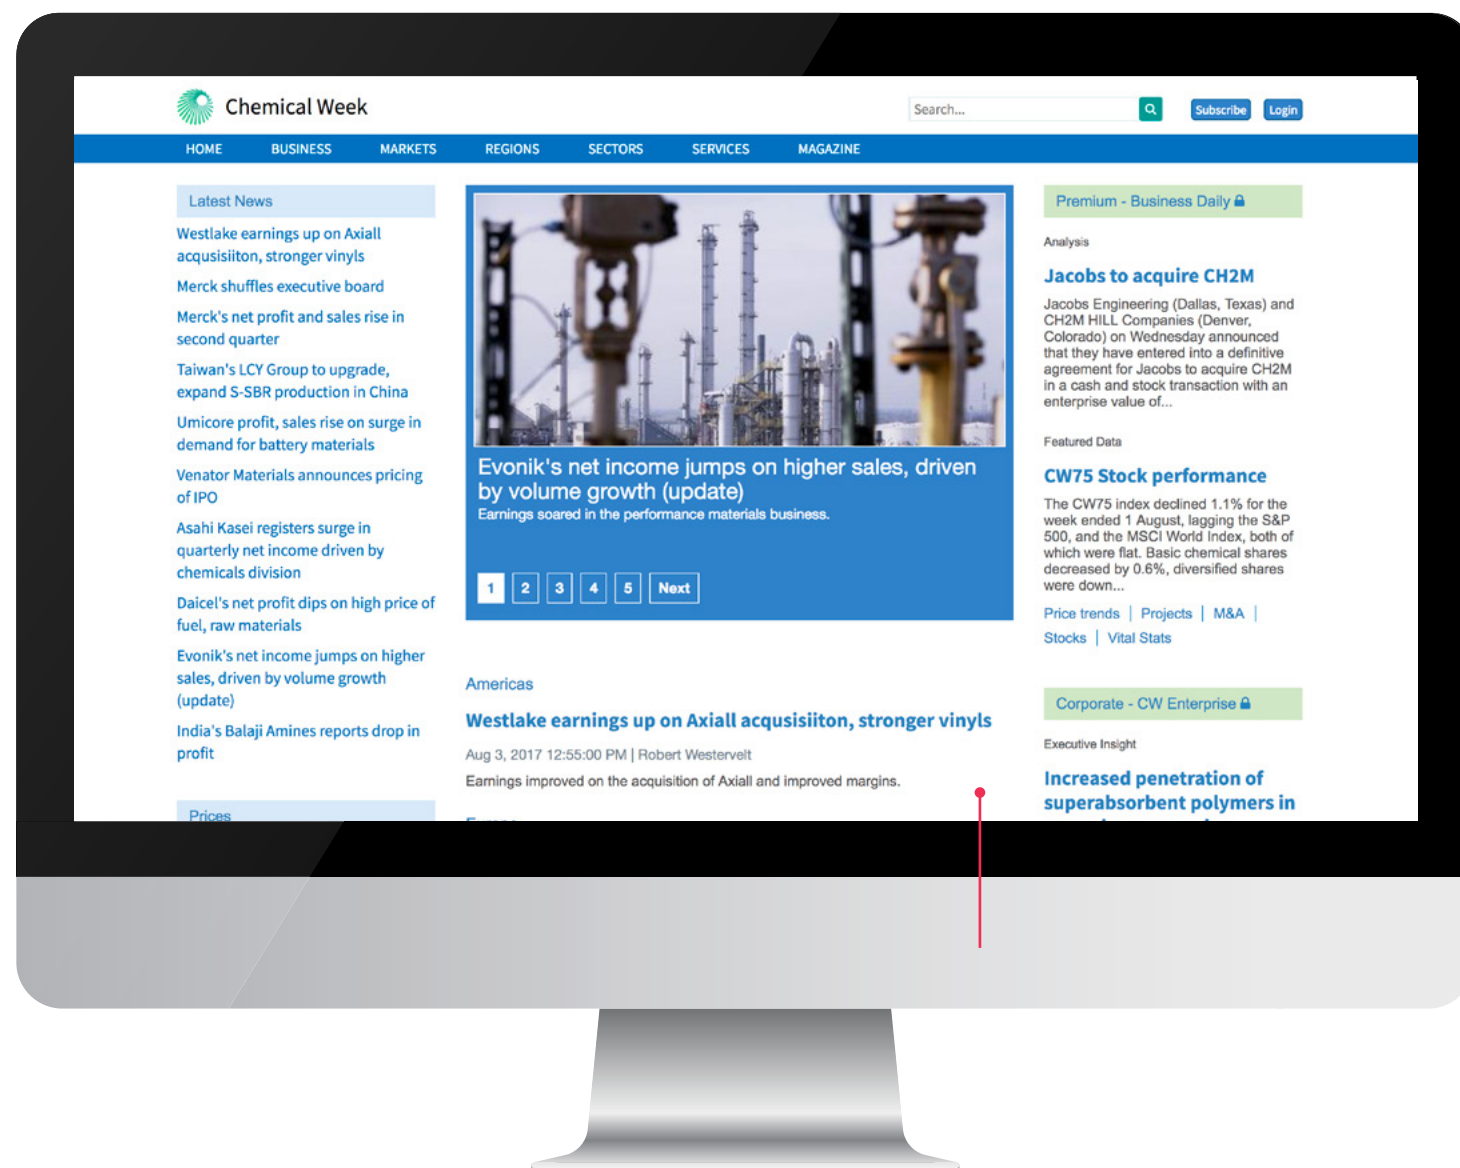 Chemical Week
Search...
Subscribe
Login
HOME
BUSINESS
MARKETS
REGIONS
SECTORS
SERVICES
MAGAZINE
Latest News
Westlake earnings up on Axiall
acqusisiiton, stronger vinyls
Merck shuffles executive board
Merck's net profit and sales rise in
second quarter
Taiwan's LCY Group to upgrade,
expand S-SBR production in China
Umicore profit, sales rise on surge in
demand for battery materials
Venator Materials announces pricing
of IPO
Asahi Kasei registers surge in
quarterly net income driven by
chemicals division
Daicel's net profit dips on high price of
fuel, raw materials
Evonik's net income jumps on higher
sales, driven by volume growth
(update)
India's Balaji Amines reports drop in
profit
Prices
Evonik's net income jumps on higher sales, driven
by volume growth (update)
Earnings soared in the performance materials business.
1 2 3 4 5 Next
Americas
Westlake earnings up on Axiall acqusisiiton, stronger vinyls
Aug 3, 2017 12:55:00 PM | Robert Westervelt
Earnings improved on the acquisition of Axiall and improved margins.
Premium - Business Daily
Analysis
Jacobs to acquire CH2M
Jacobs Engineering (Dallas, Texas) and
CH2M HILL Companies (Denver,
Colorado) on Wednesday announced
that they have entered into a definitive
agreement for Jacobs to acquire CH2M
in a cash and stock transaction with an
enterprise value of...
Featured Data
CW75 Stock performance
The CW75 index declined 1.1% for the
week ended 1 August, lagging the S&P
500, and the MSCI World Index, both of
which were flat. Basic chemical shares
decreased by 0.6%, diversified shares
were down...
Price trends | Projects | M&A |
Stocks | Vital Stats
Corporate - CW Enterprise
Executive Insight
Increased penetration of
superabsorbent polymers in